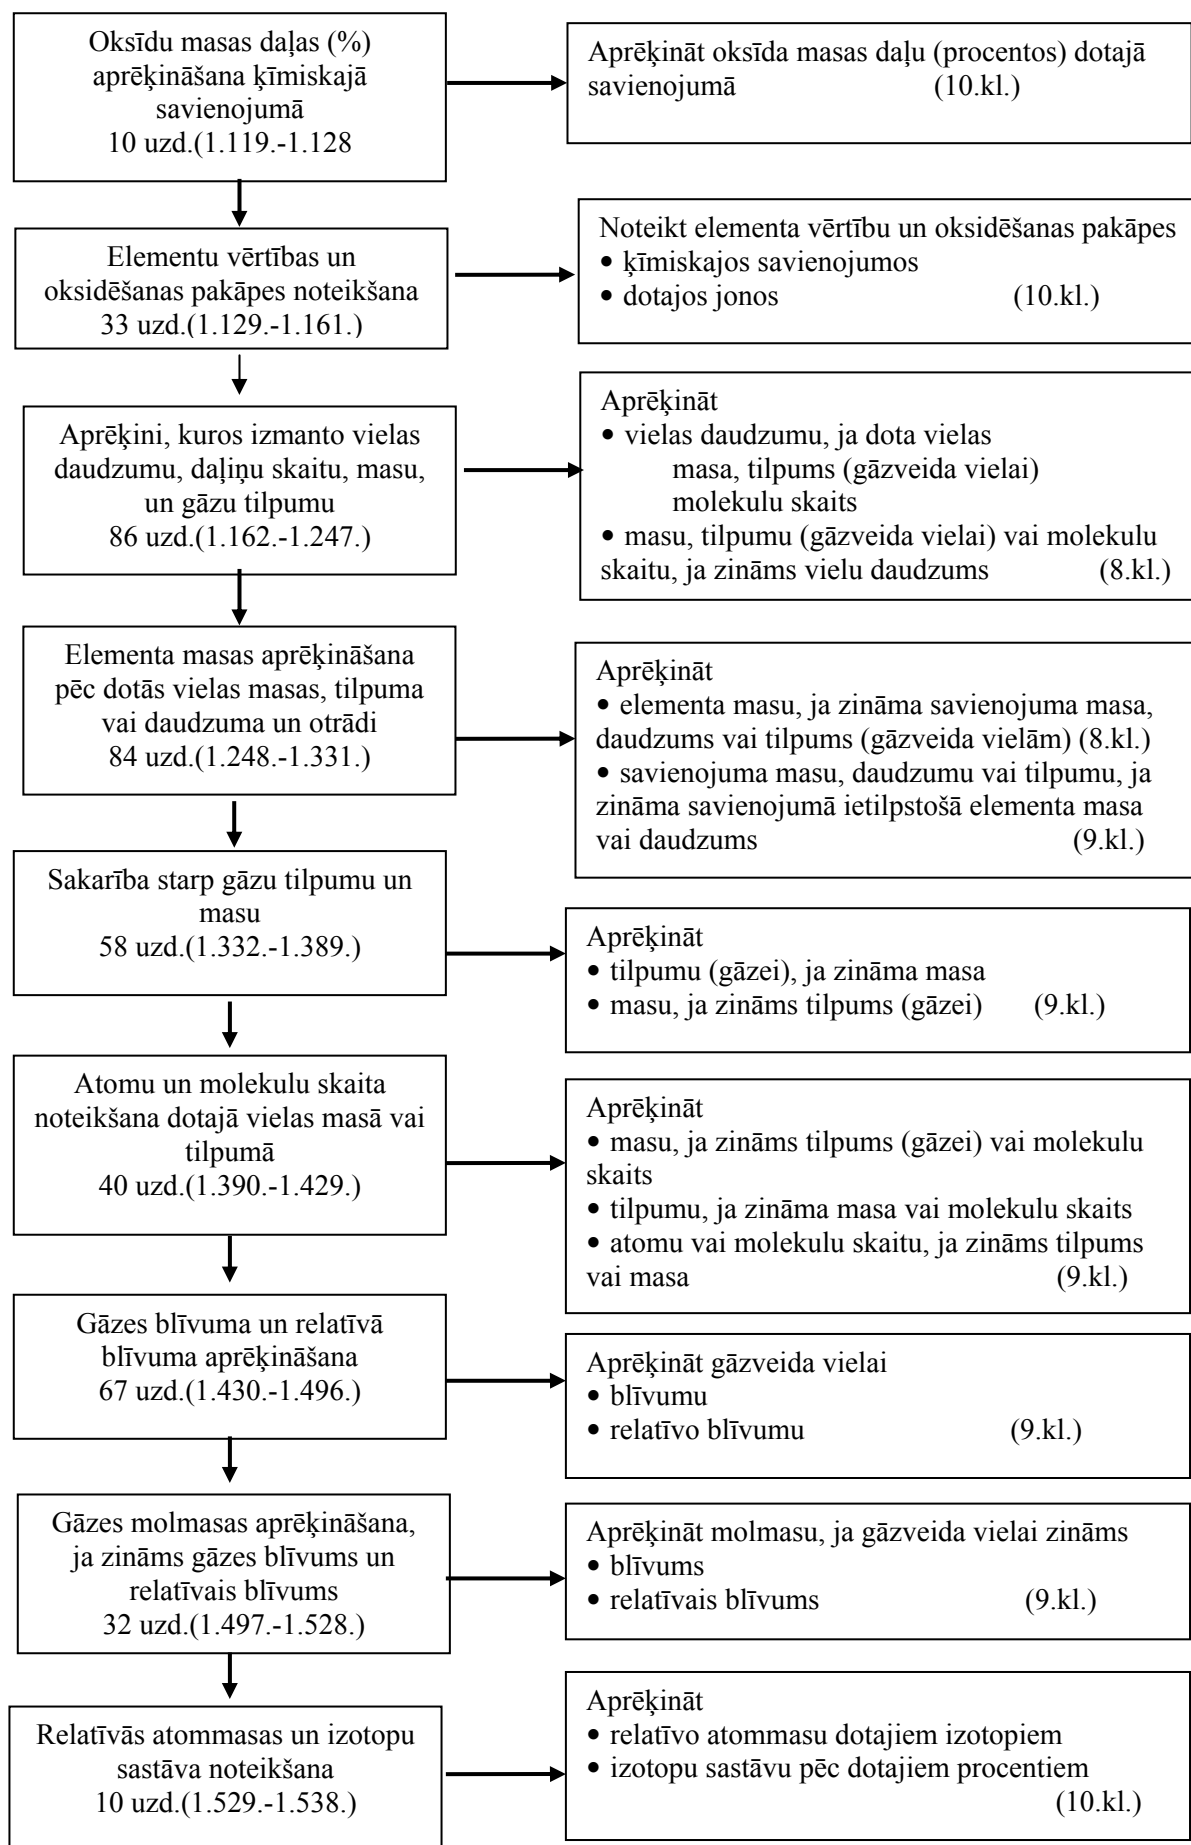 Oksīdu masas daļas (%)
aprēķināšana ķīmiskajā
savienojumā
10 uzd.(1.119.-1.128
Aprēķināt oksīda masas daļu (procentos) dotajā
savienojumā (10.kl.)
Elementu vērtības un
oksidēšanas pakāpes noteikšana
33 uzd.(1.129.-1.161.)
Noteikt elementa vērtību un oksidēšanas pakāpes
• ķīmiskajos savienojumos
• dotajos jonos (10.kl.)
Aprēķini, kuros izmanto vielas
daudzumu, daļiņu skaitu, masu,
un gāzu tilpumu
86 uzd.(1.162.-1.247.)
Aprēķināt
• vielas daudzumu, ja dota vielas
masa, tilpums (gāzveida vielai)
molekulu skaits
• masu, tilpumu (gāzveida vielai) vai molekulu
skaitu, ja zināms vielu daudzums (8.kl.)
Elementa masas aprēķināšana
pēc dotās vielas masas, tilpuma
vai daudzuma un otrādi
84 uzd.(1.248.-1.331.)
Aprēķināt
• elementa masu, ja zināma savienojuma masa,
daudzums vai tilpums (gāzveida vielām) (8.kl.)
• savienojuma masu, daudzumu vai tilpumu, ja
zināma savienojumā ietilpstošā elementa masa
vai daudzums (9.kl.)
Sakarība starp gāzu tilpumu un
masu
58 uzd.(1.332.-1.389.)
Aprēķināt
• tilpumu (gāzei), ja zināma masa
• masu, ja zināms tilpums (gāzei) (9.kl.)
Atomu un molekulu skaita
noteikšana dotajā vielas masā vai
tilpumā
40 uzd.(1.390.-1.429.)
Aprēķināt
• masu, ja zināms tilpums (gāzei) vai molekulu
skaits
• tilpumu, ja zināma masa vai molekulu skaits
• atomu vai molekulu skaitu, ja zināms tilpums
vai masa (9.kl.)
Gāzes blīvuma un relatīvā
blīvuma aprēķināšana
67 uzd.(1.430.-1.496.)
Aprēķināt gāzveida vielai
• blīvumu
• relatīvo blīvumu (9.kl.)
Gāzes molmasas aprēķināšana,
ja zināms gāzes blīvums un
relatīvais blīvums
32 uzd.(1.497.-1.528.)
Aprēķināt molmasu, ja gāzveida vielai zināms
• blīvums
• relatīvais blīvums (9.kl.)
Relatīvās atommasas un izotopu
sastāva noteikšana
10 uzd.(1.529.-1.538.)
Aprēķināt
• relatīvo atommasu dotajiem izotopiem
• izotopu sastāvu pēc dotajiem procentiem
(10.kl.)